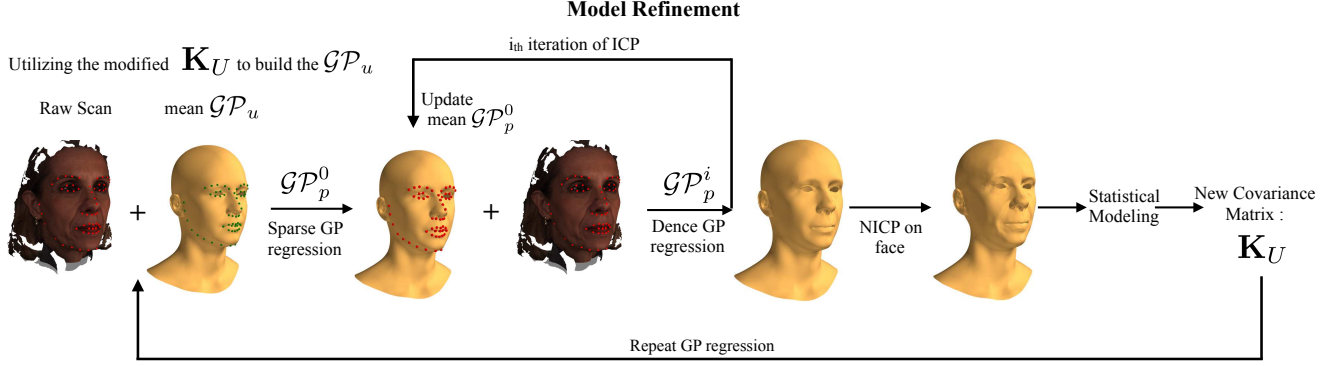 Model Refinement
i_th iteration of ICP
Utilizing the modified K_U to build the GP_u
Raw Scan
mean GP_u
Update
mean GP_p^0
GP_p^0
Sparse GP
regression
GP_p^i
Dence GP
regression
NICP on
face
Statistical
Modeling
New Covariance
Matrix :
K_U
+
+
Repeat GP regression